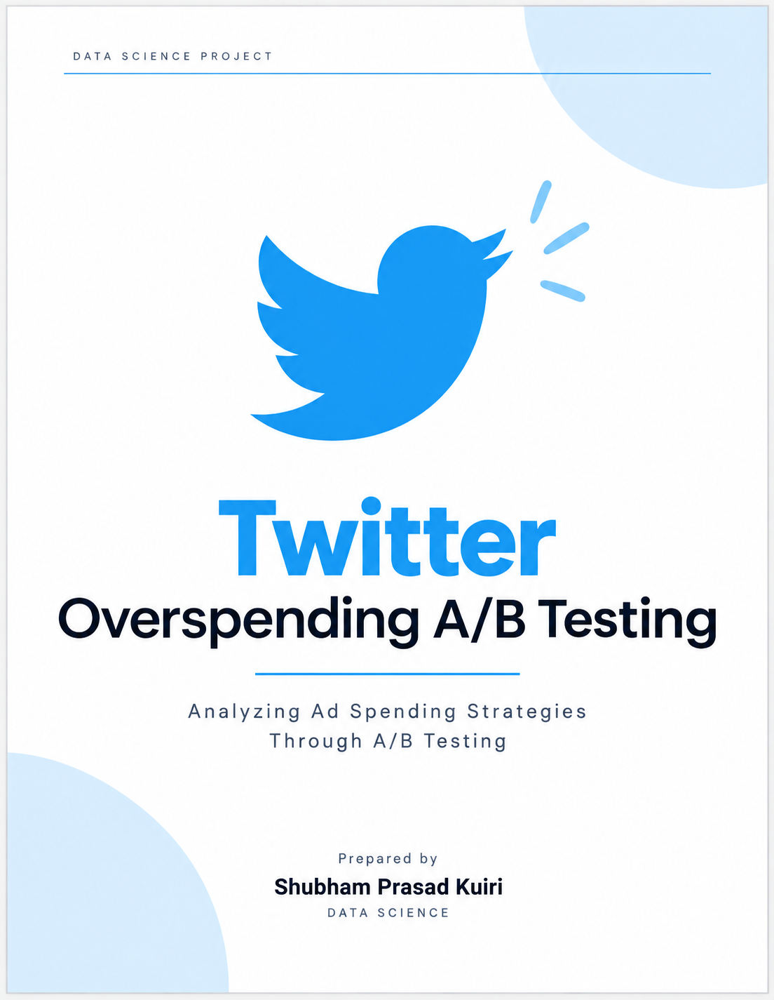 DATA SCIENCE PROJECT
Twitter
Overspending A/B Testing
Analyzing Ad Spending Strategies
Through A/B Testing
Prepared by
Shubham Prasad Kuiri
DATA SCIENCE